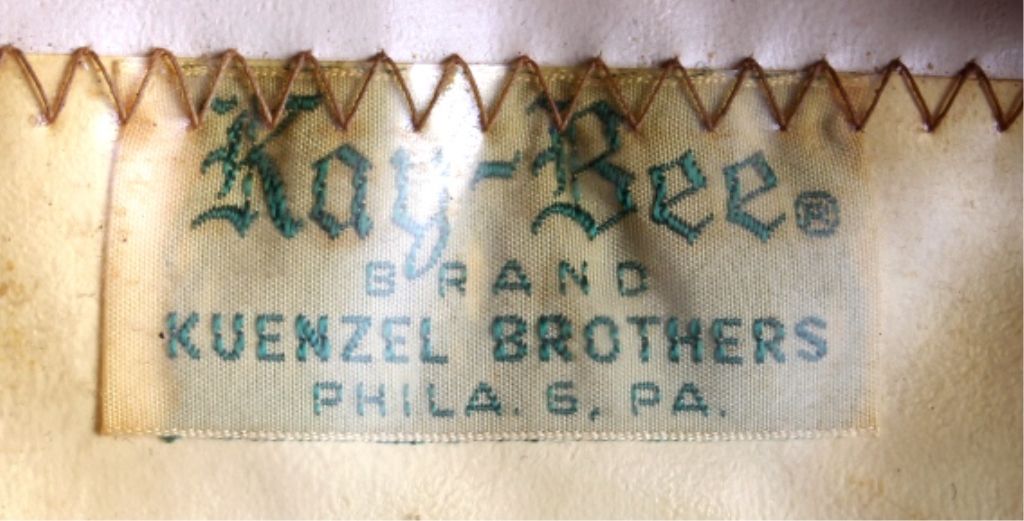 Kay-Bee®
BRAND
KUENZEL BROTHERS
PHILA. 6, PA.